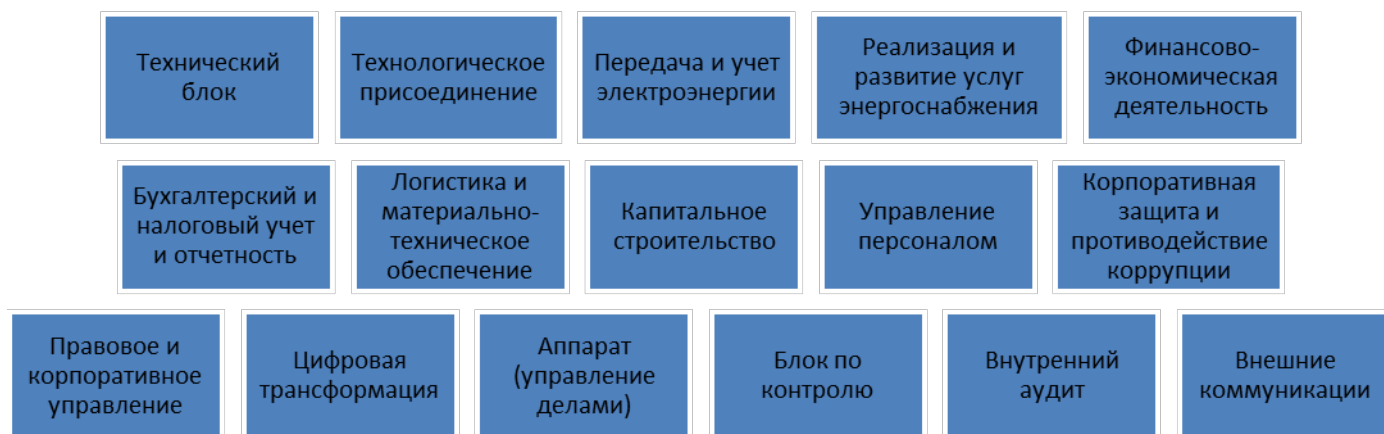 Технический
блок
Технологическое
присоединение
Передача и учет
электроэнергии
Реализация и
развитие услуг
энергоснабжения
Финансово-
экономическая
деятельность
Бухгалтерский и
налоговый учет
и отчетность
Логистика и
материально-
техническое
обеспечение
Капитальное
строительство
Управление
персоналом
Корпоративная
защита и
противодействие
коррупции
Правовое и
корпоративное
управление
Цифровая
трансформация
Аппарат
(управление
делами)
Блок по
контролю
Внутренний
аудит
Внешние
коммуникации